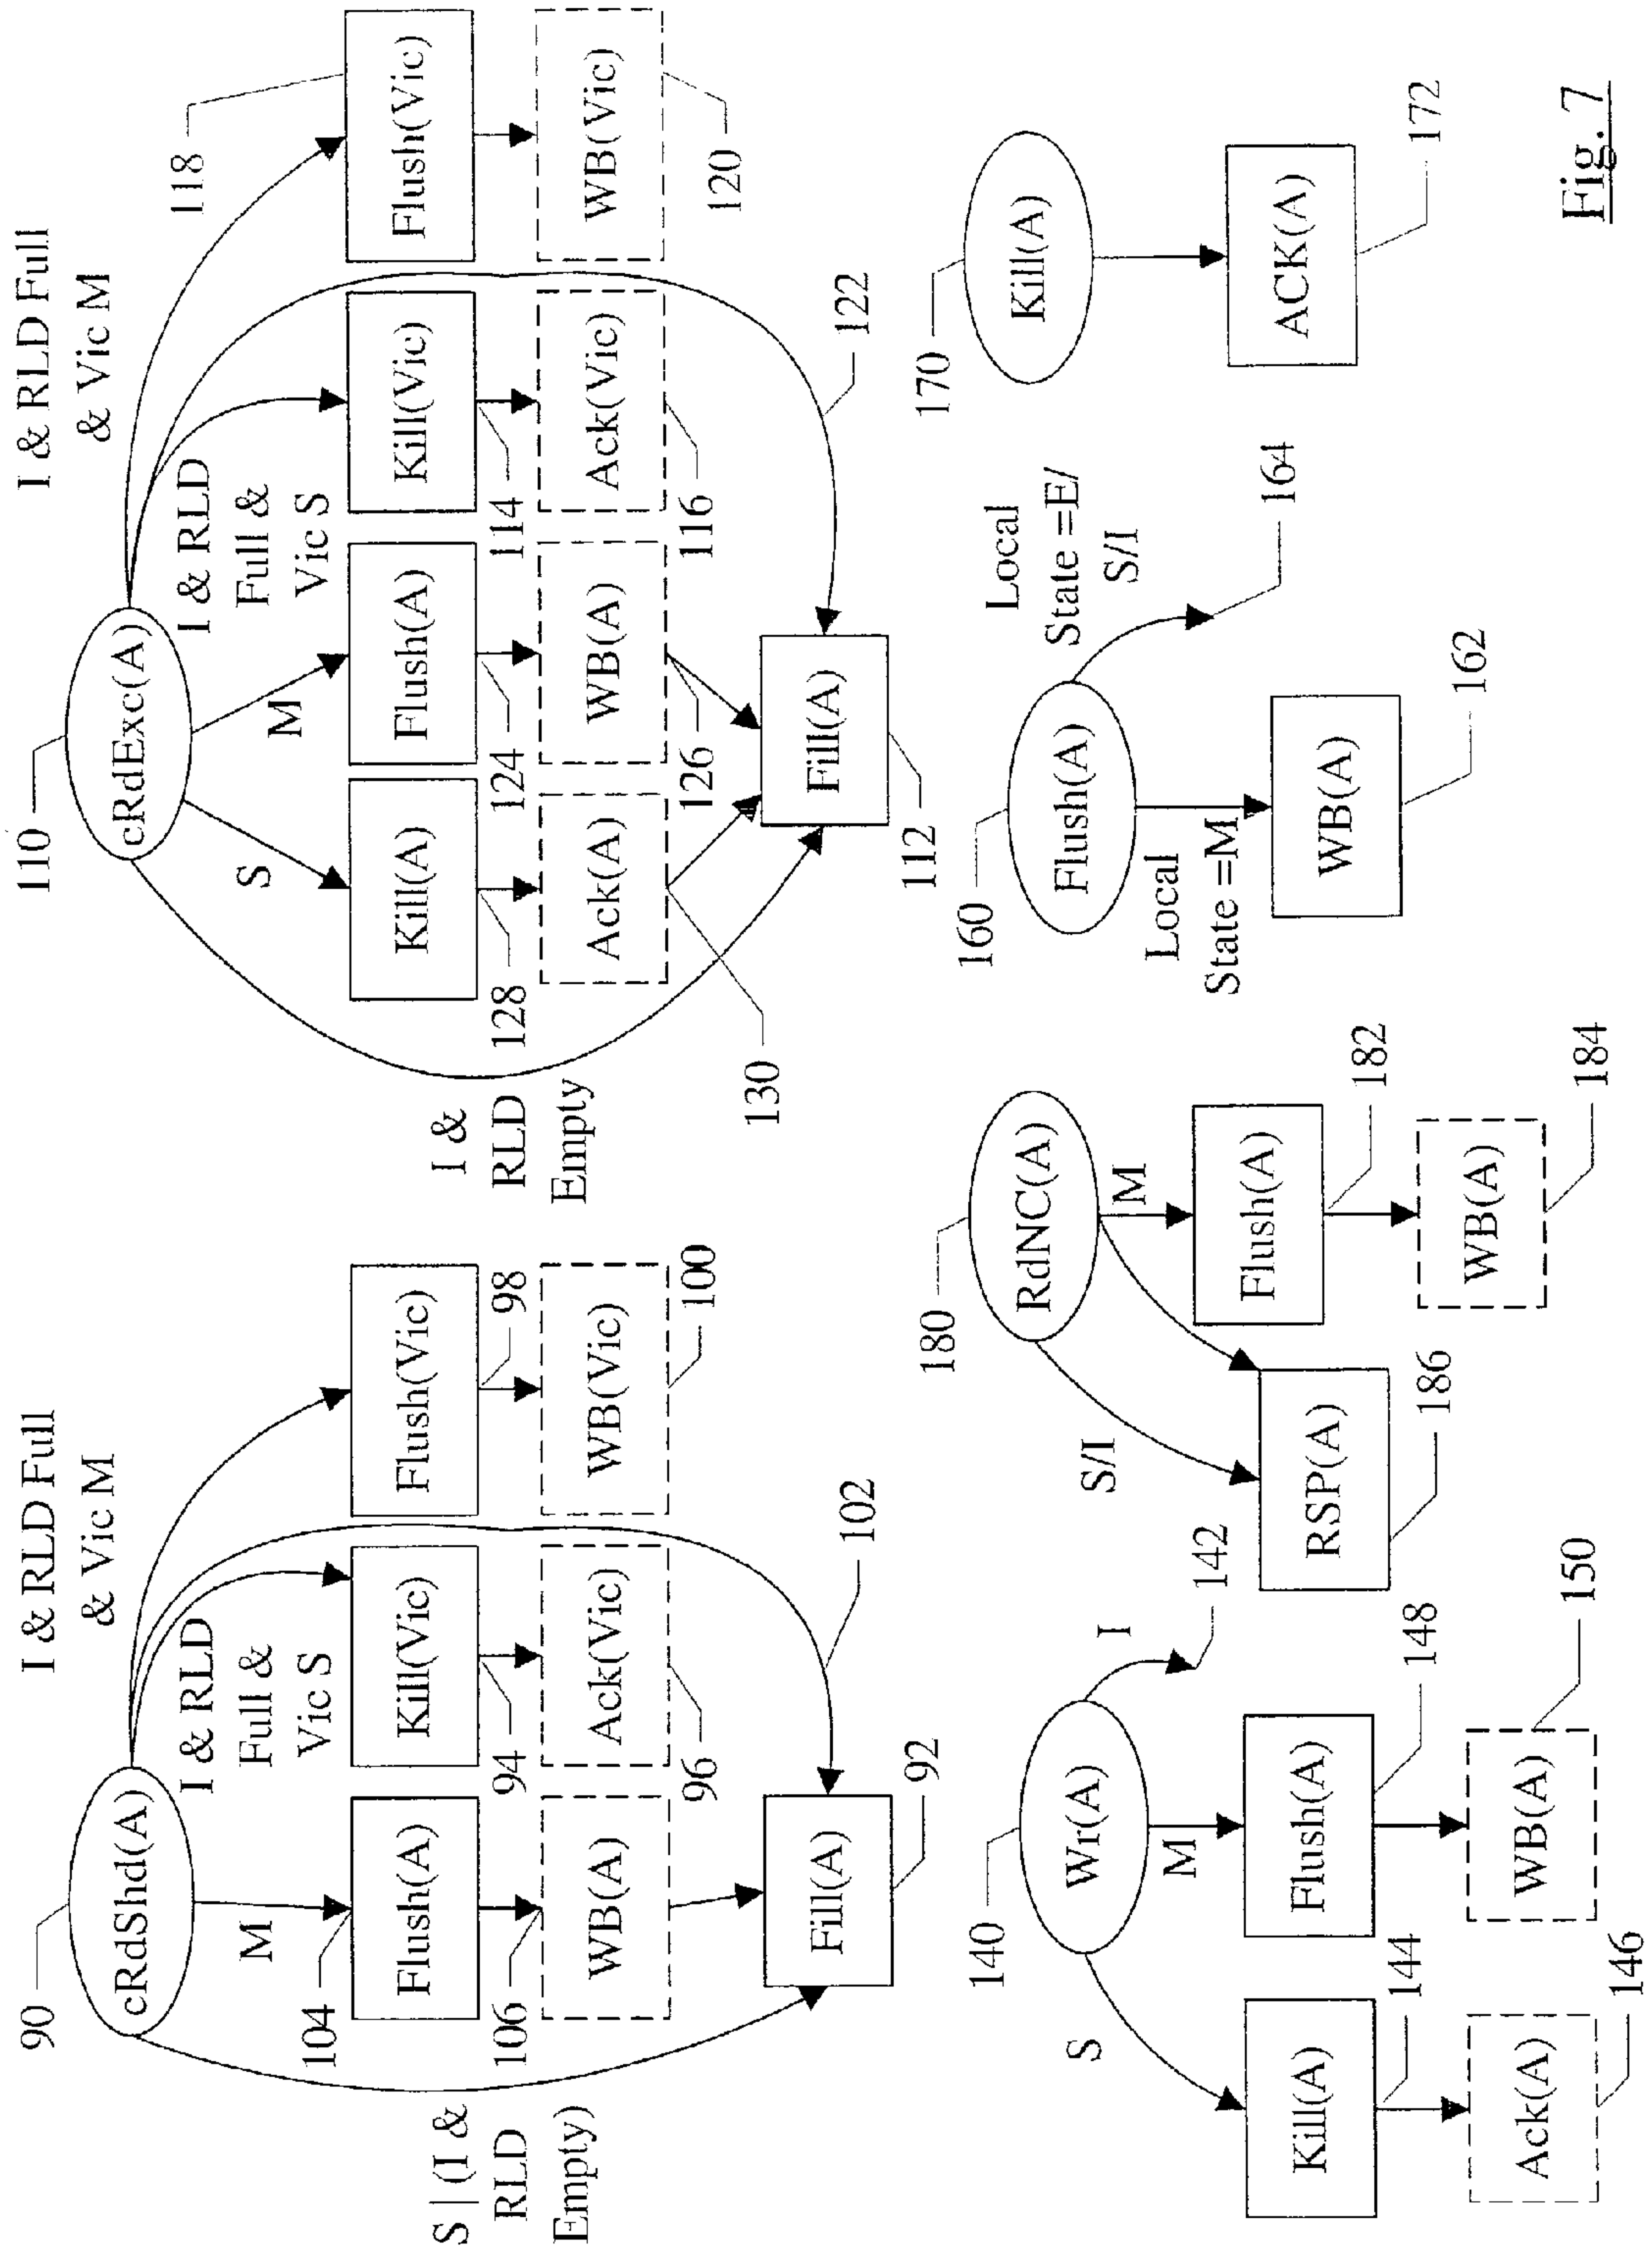 90
cRdShd(A)
I & RLD Full
& Vic M
S | (I &
RLD
Empty)
M
I & RLD
Full &
Vic S
104
Flush(A)
Kill(Vic)
Flush(Vic)
106
94
98
WB(A)
Ack(Vic)
WB(Vic)
96
100
102
Fill(A)
92
110
cRdExc(A)
I & RLD Full
& Vic M
I &
RLD
Empty
S
M
I & RLD
Full &
Vic S
118
Kill(A)
Flush(A)
Kill(Vic)
Flush(Vic)
128
124
114
Ack(A)
WB(A)
Ack(Vic)
WB(Vic)
130
126
116
120
122
Fill(A)
112
140
Wr(A)
S
M
I
142
Kill(A)
Flush(A)
144
148
Ack(A)
WB(A)
146
150
180
RdNC(A)
S/I
M
RSP(A)
Flush(A)
186
182
WB(A)
184
160
Flush(A)
Local
State =M
Local
State =E/
S/I
164
WB(A)
162
170
Kill(A)
ACK(A)
172
Fig. 7